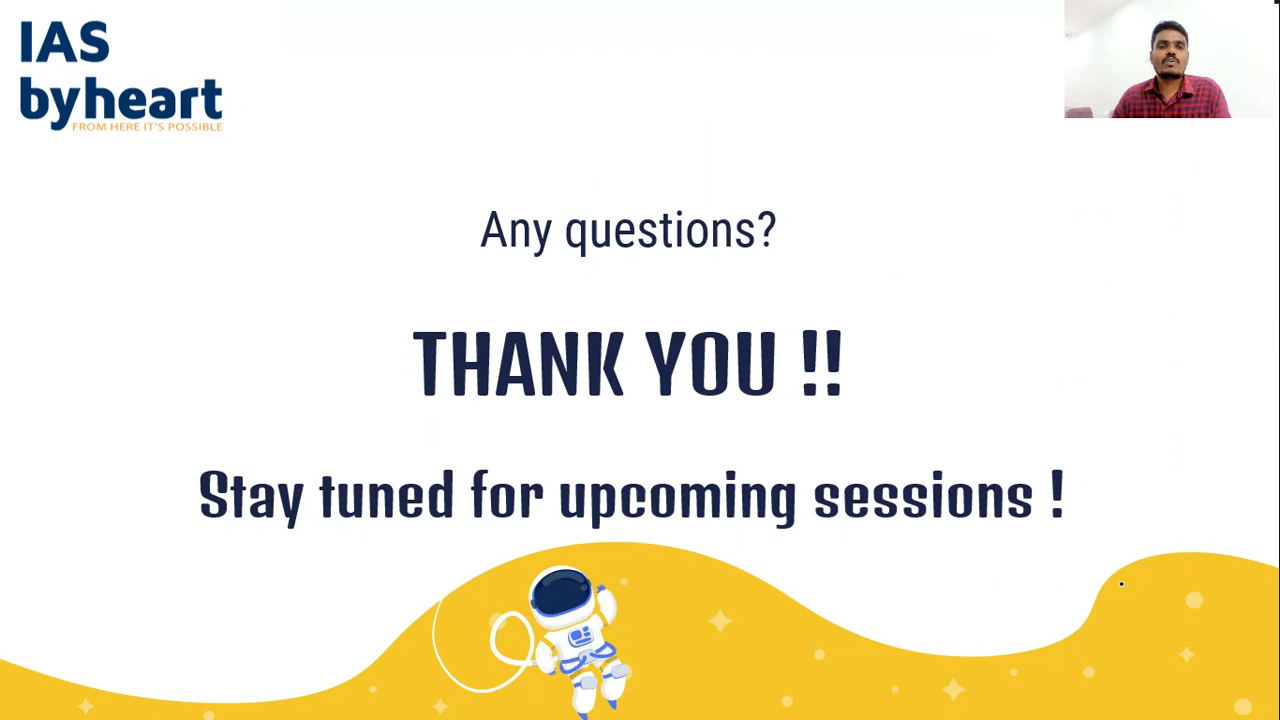 IAS
byheart
FROM HERE IT'S POSSIBLE
Any questions?
THANK YOU !!
Stay tuned for upcoming sessions !